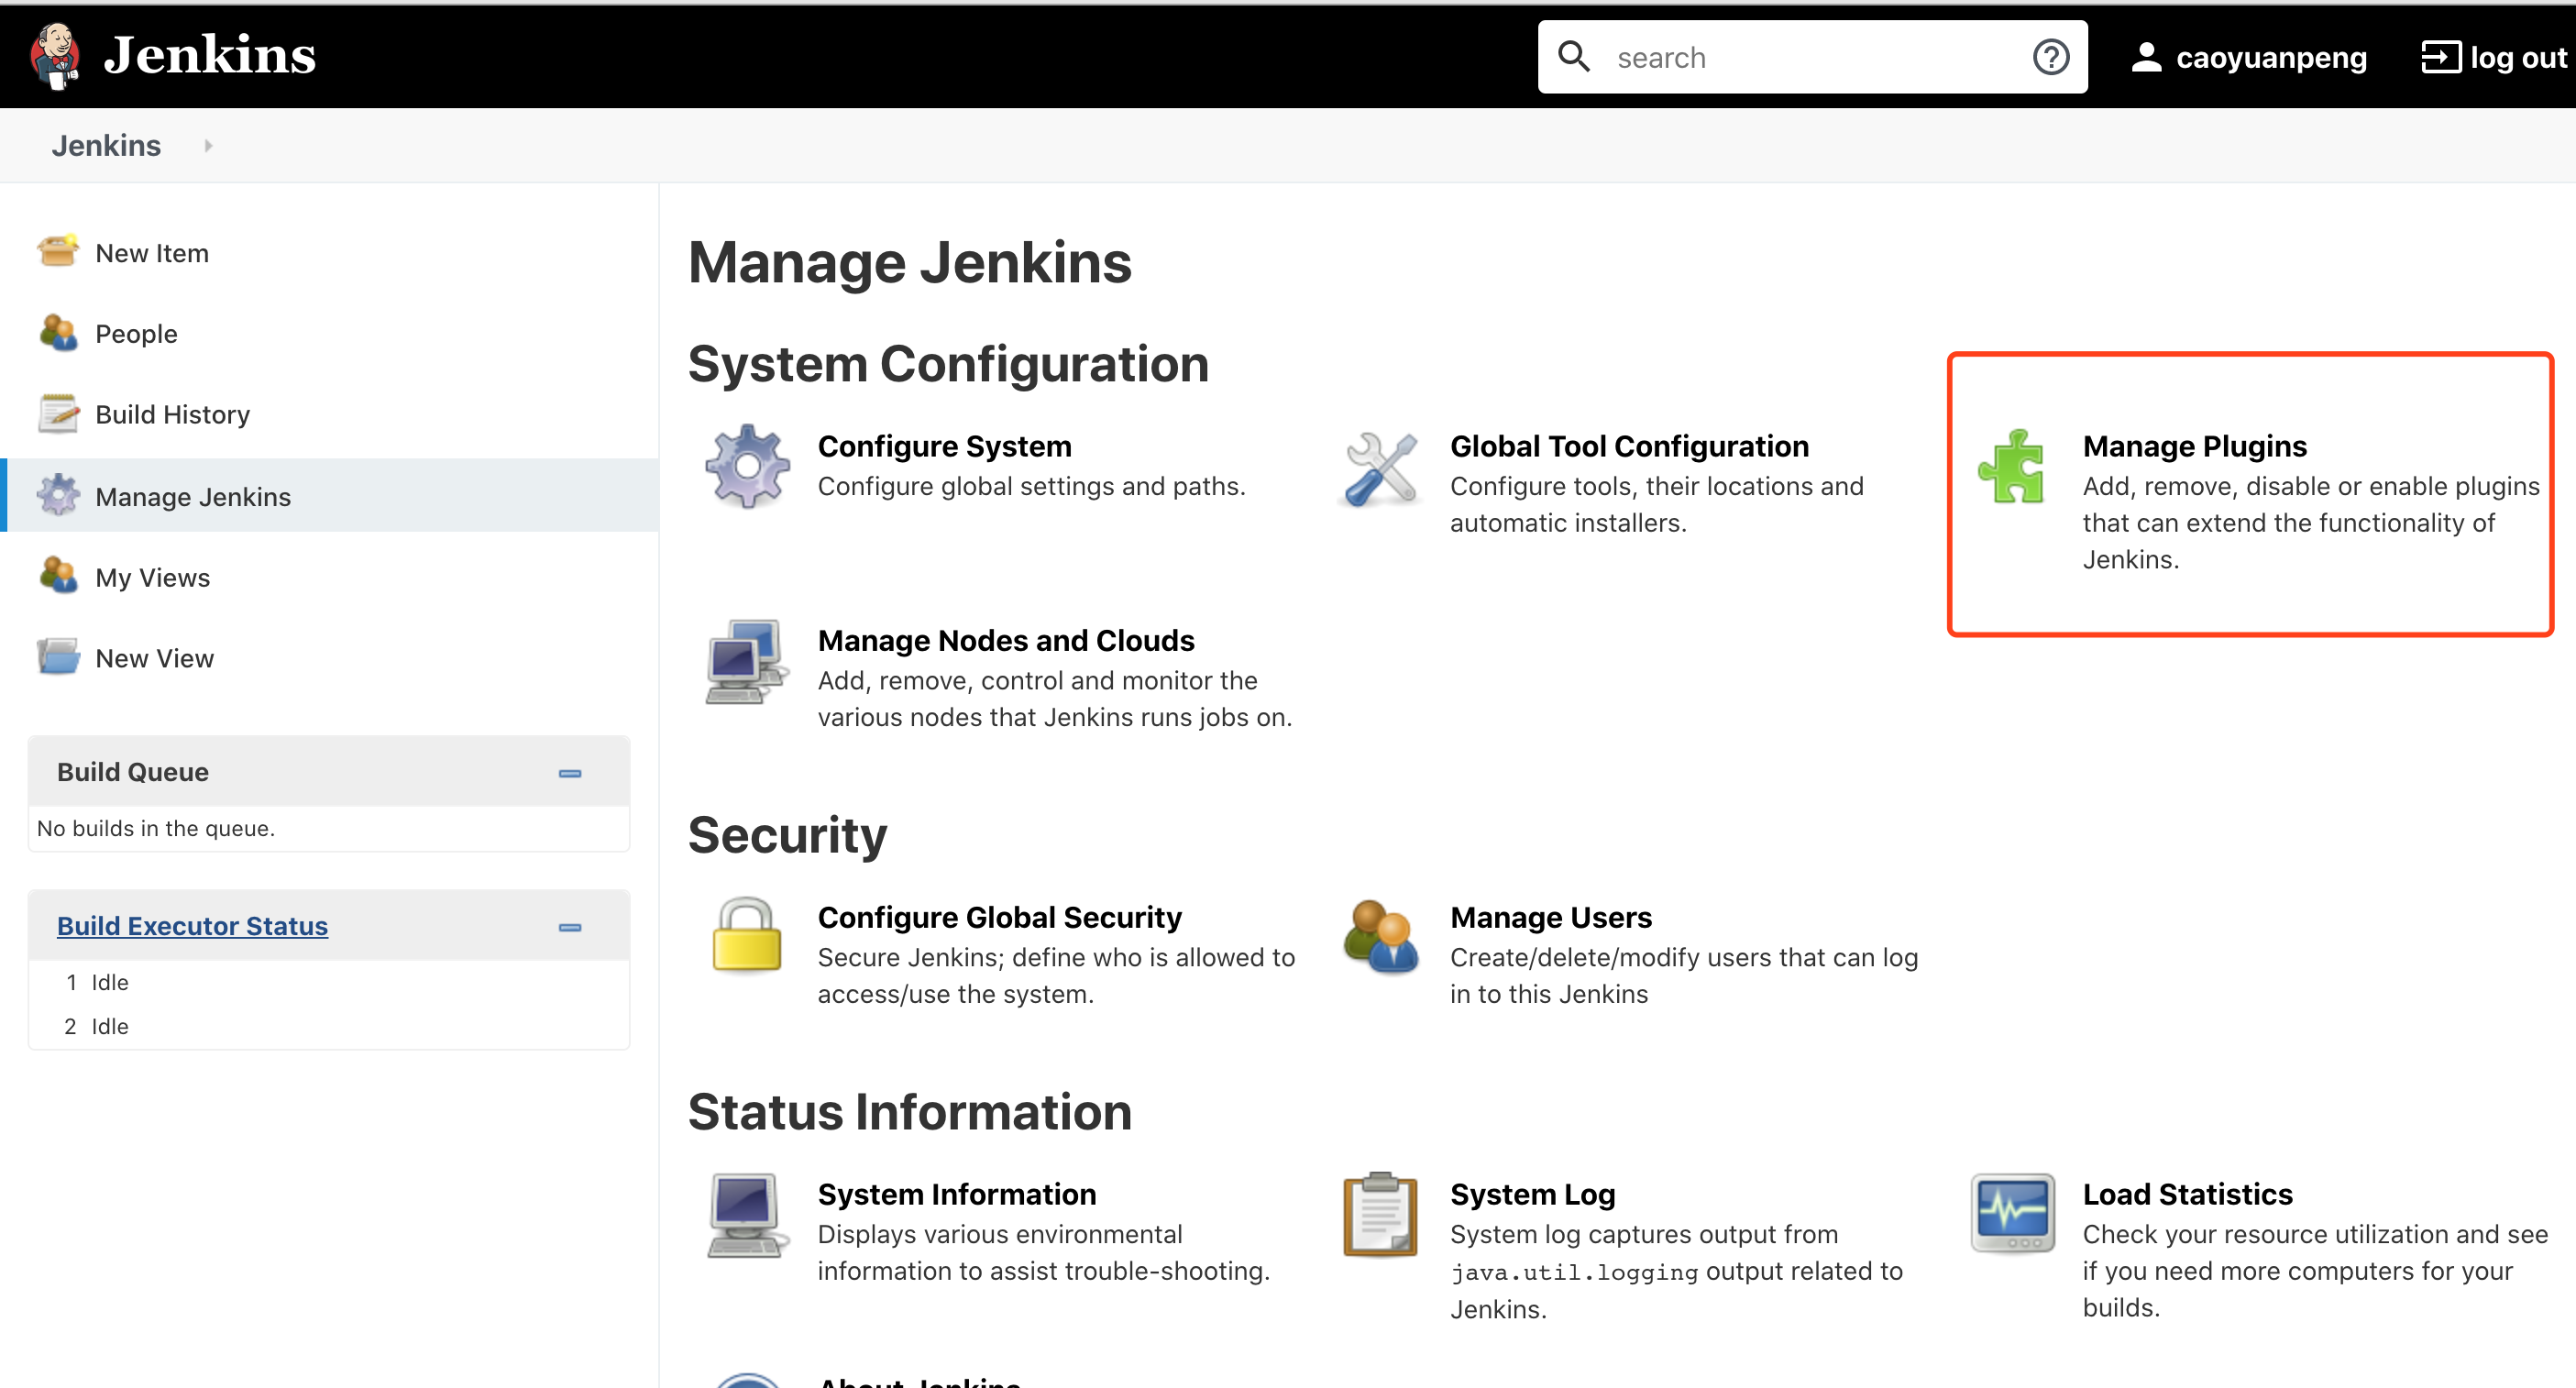 Jenkins
search
caoyuanpeng
log out
Jenkins
New Item
People
Build History
Manage Jenkins
My Views
New View
Build Queue
No builds in the queue.
Build Executor Status
1 Idle
2 Idle
Manage Jenkins
System Configuration
Configure System
Configure global settings and paths.
Global Tool Configuration
Configure tools, their locations and
automatic installers.
Manage Plugins
Add, remove, disable or enable plugins
that can extend the functionality of
Jenkins.
Manage Nodes and Clouds
Add, remove, control and monitor the
various nodes that Jenkins runs jobs on.
Security
Configure Global Security
Secure Jenkins; define who is allowed to
access/use the system.
Manage Users
Create/delete/modify users that can log
in to this Jenkins
Status Information
System Information
Displays various environmental
information to assist trouble-shooting.
System Log
System log captures output from
java.util.logging output related to
Jenkins.
Load Statistics
Check your resource utilization and see
if you need more computers for your
builds.
About Jenkins